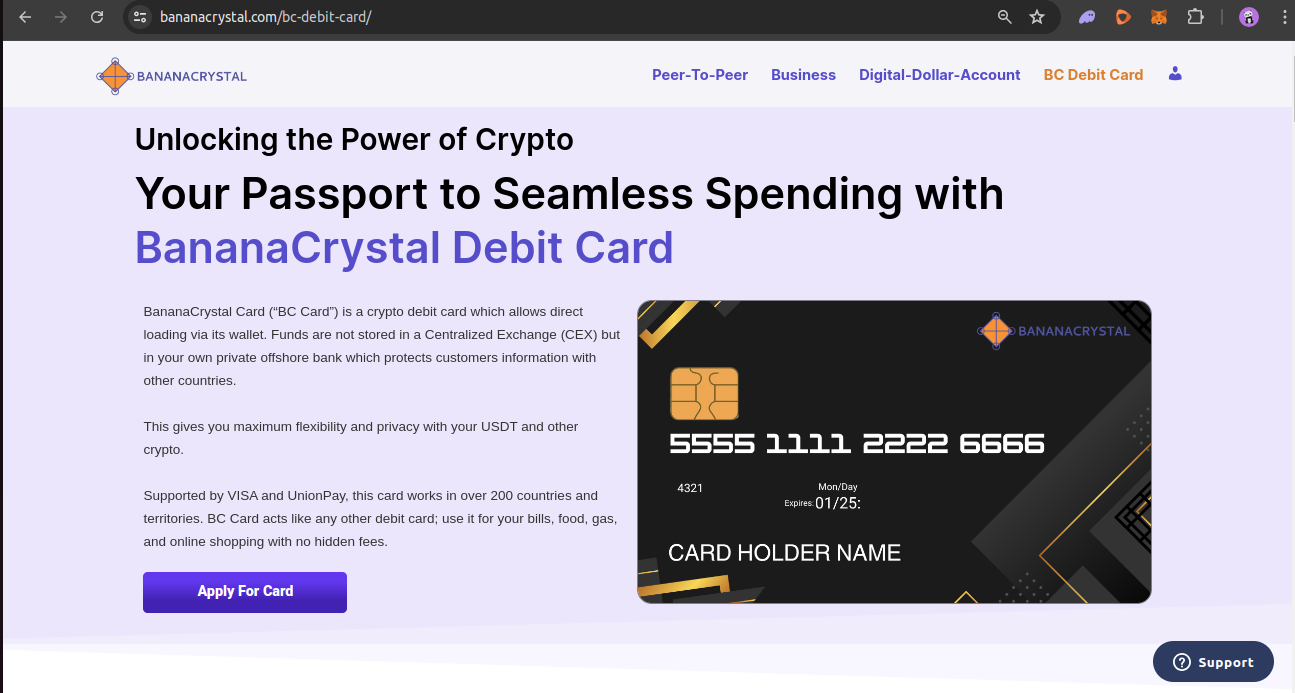 bananacrystal.com/bc-debit-card/
BANANACRYSTAL
Peer-To-Peer Business Digital-Dollar-Account BC Debit Card
Unlocking the Power of Crypto
Your Passport to Seamless Spending with
BananaCrystal Debit Card
BananaCrystal Card (“BC Card”) is a crypto debit card which allows direct
loading via its wallet. Funds are not stored in a Centralized Exchange (CEX) but
in your own private offshore bank which protects customers information with
other countries.
This gives you maximum flexibility and privacy with your USDT and other
crypto.
Supported by VISA and UnionPay, this card works in over 200 countries and
territories. BC Card acts like any other debit card; use it for your bills, food, gas,
and online shopping with no hidden fees.
Apply For Card
BANANACRYSTAL
5555 1111 2222 6666
4321
Mon/Day
Expires: 01/25:
CARD HOLDER NAME
? Support